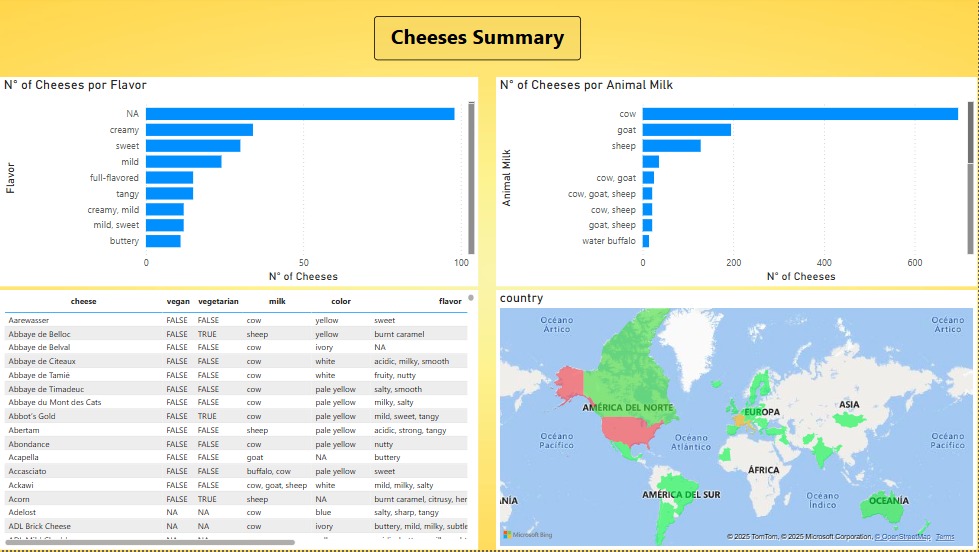 Cheeses Summary
N° of Cheeses por Flavor
Flavor
NA
creamy
sweet
mild
full-flavored
tangy
creamy, mild
mild, sweet
buttery
0 50 100
N° of Cheeses
N° of Cheeses por Animal Milk
Animal Milk
cow
goat
sheep
cow, goat
cow, goat, sheep
cow, sheep
goat, sheep
water buffalo
0 200 400 600
N° of Cheeses
cheese vegan vegetarian milk color flavor
Aarewasser FALSE FALSE cow yellow sweet
Abbaye de Belloc FALSE TRUE sheep yellow burnt caramel
Abbaye de Belval FALSE FALSE cow ivory NA
Abbaye de Citeaux FALSE FALSE cow white acidic, milky, smooth
Abbaye de Tamié FALSE FALSE cow white fruity, nutty
Abbaye de Timadeuc FALSE FALSE cow pale yellow salty, smooth
Abbaye du Mont des Cats FALSE FALSE cow pale yellow milky, salty
Abbot's Gold FALSE TRUE cow pale yellow mild, sweet, tangy
Abertam FALSE FALSE sheep pale yellow acidic, strong, tangy
Abondance FALSE FALSE cow pale yellow nutty
Acapella FALSE FALSE goat NA buttery
Accasciato FALSE FALSE buffalo, cow pale yellow sweet
Ackawi FALSE FALSE cow, goat, sheep white mild, milky, salty
Acorn FALSE TRUE sheep NA burnt caramel, citrusy, her
Adelost NA NA cow blue salty, sharp, tangy
ADL Brick Cheese NA NA cow ivory buttery, mild, milky, subtle
country
Océano Ártico
Océano Ártico
AMÉRICA DEL NORTE
EUROPA
ASIA
Océano Pacífico
Océano Atlántico
Océano Pacífico
ÁFRICA
NÍA
AMÉRICA DEL SUR
Océano Índico
OCEANÍA
Microsoft Bing
© 2025 TomTom, © 2025 Microsoft Corporation, © OpenStreetMap Terms